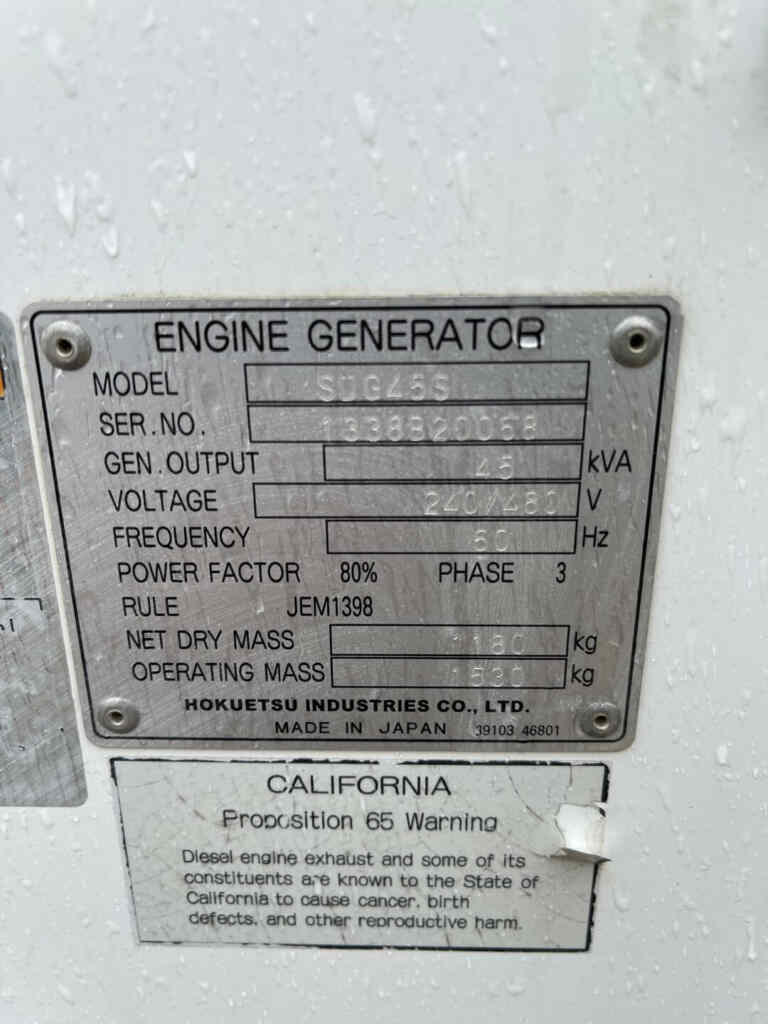 ENGINE GENERATOR
MODEL SDG45S
SER.NO.
GEN.OUTPUT 45 kVA
VOLTAGE 240/480 V
FREQUENCY 60 Hz
POWER FACTOR 80% PHASE 3
RULE JEM1398
NET DRY MASS 1180 kg
OPERATING MASS 1530 kg
HOKUETSU INDUSTRIES CO., LTD.
MADE IN JAPAN 39103 46801
CALIFORNIA
Proposition 65 Warning
Diesel engine exhaust and some of its
constituents are known to the State of
California to cause cancer, birth
defects, and other reproductive harm.